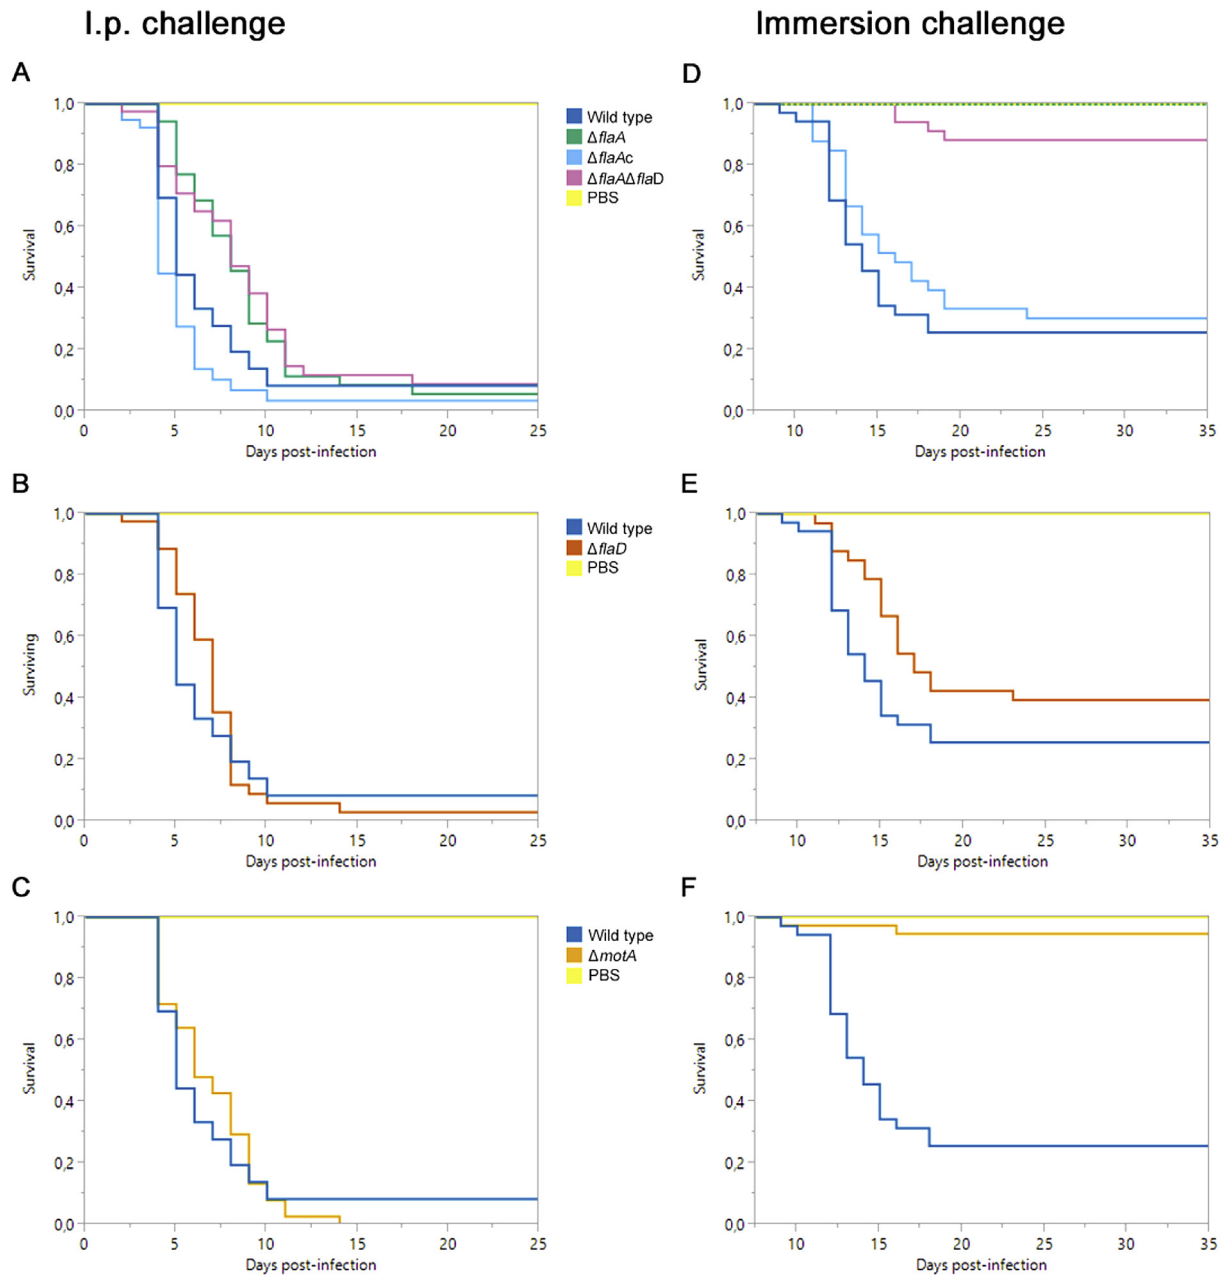 I.p. challenge
Immersion challenge
A
1,0
0,8
0,6
0,4
0,2
0,0
Survival
0 5 10 15 20 25
Days post-infection
Wild type
ΔflaA
ΔflaAc
ΔflaAΔflaD
PBS
D
1,0
0,8
0,6
0,4
0,2
0,0
Survival
10 15 20 25 30 35
Days post-infection
B
1,0
0,8
0,6
0,4
0,2
0,0
Surviving
0 5 10 15 20 25
Days post-infection
Wild type
ΔflaD
PBS
E
1,0
0,8
0,6
0,4
0,2
0,0
Survival
10 15 20 25 30 35
Days post-infection
C
1,0
0,8
0,6
0,4
0,2
0,0
Survival
0 5 10 15 20 25
Days post-infection
Wild type
ΔmotA
PBS
F
1,0
0,8
0,6
0,4
0,2
0,0
Survival
10 15 20 25 30 35
Days post-infection